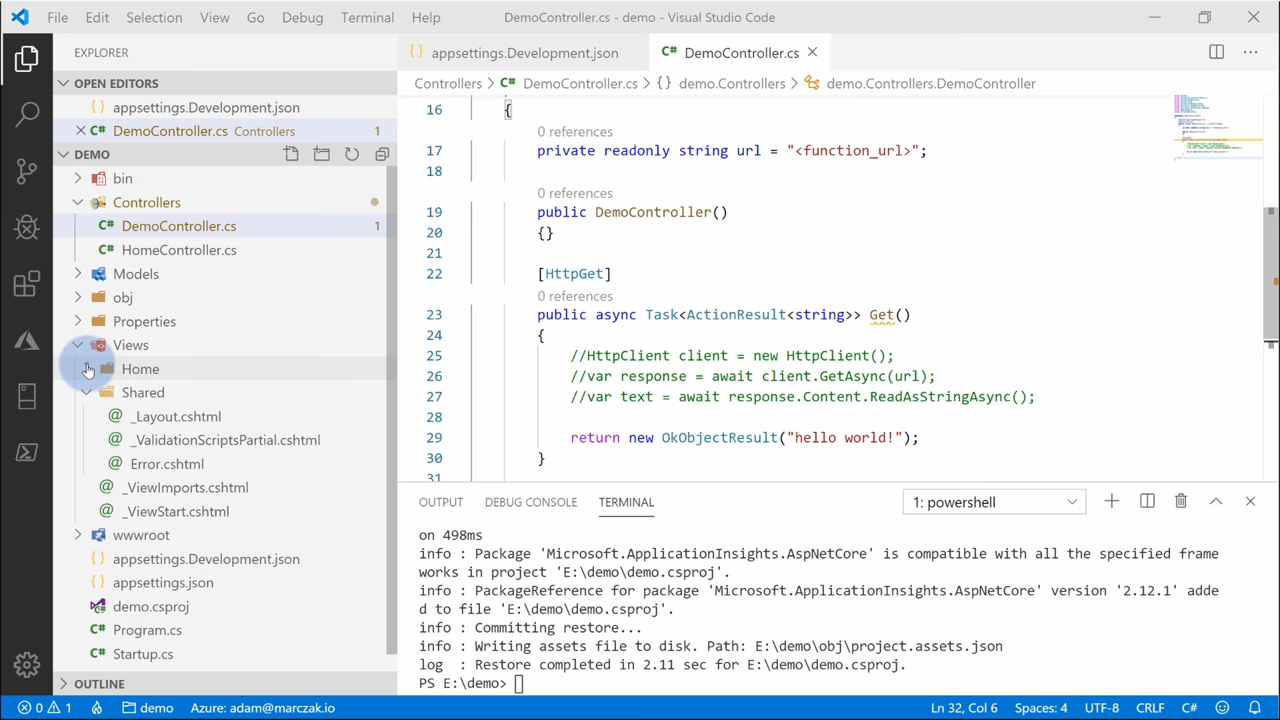 File Edit Selection View Go Debug Terminal Help DemoController.cs - demo - Visual Studio Code
EXPLORER
OPEN EDITORS
{} appsettings.Development.json
C# DemoController.cs Controllers 1
DEMO
bin
Controllers
C# DemoController.cs 1
C# HomeController.cs
Models
obj
Properties
Views
Home
Shared
@ _Layout.cshtml
@ _ValidationScriptsPartial.cshtml
@ Error.cshtml
@ _ViewImports.cshtml
@ _ViewStart.cshtml
wwwroot
{} appsettings.Development.json
{} appsettings.json
demo.csproj
C# Program.cs
C# Startup.cs
OUTLINE
{} appsettings.Development.json C# DemoController.cs
Controllers > C# DemoController.cs > {} demo.Controllers > demo.Controllers.DemoController
16 {
0 references
17 private readonly string url = "<function_url>";
18
0 references
19 public DemoController()
20 {}
21
22 [HttpGet]
0 references
23 public async Task<ActionResult<string>> Get()
24 {
25 //HttpClient client = new HttpClient();
26 //var response = await client.GetAsync(url);
27 //var text = await response.Content.ReadAsStringAsync();
28
29 return new OkObjectResult("hello world!");
30 }
31
OUTPUT DEBUG CONSOLE TERMINAL 1: powershell
on 498ms
info : Package 'Microsoft.ApplicationInsights.AspNetCore' is compatible with all the specified frame
works in project 'E:\demo\demo.csproj'.
info : PackageReference for package 'Microsoft.ApplicationInsights.AspNetCore' version '2.12.1' adde
d to file 'E:\demo\demo.csproj'.
info : Committing restore...
info : Writing assets file to disk. Path: E:\demo\obj\project.assets.json
log : Restore completed in 2.11 sec for E:\demo\demo.csproj.
PS E:\demo>
0 1 demo Azure: adam@marczak.io Ln 32, Col 6 Spaces: 4 UTF-8 CRLF C#